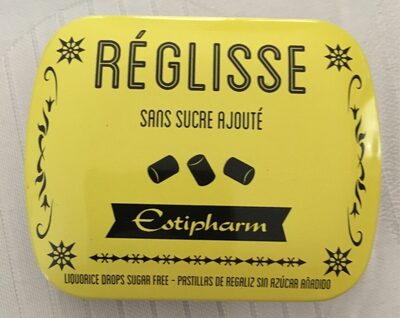 RÉGLISSE
SANS SUCRE AJOUTÉ
Estipharm
LIQUORICE DROPS SUGAR FREE - PASTILLAS DE REGALIZ SIN AZÚCAR AÑADIDO